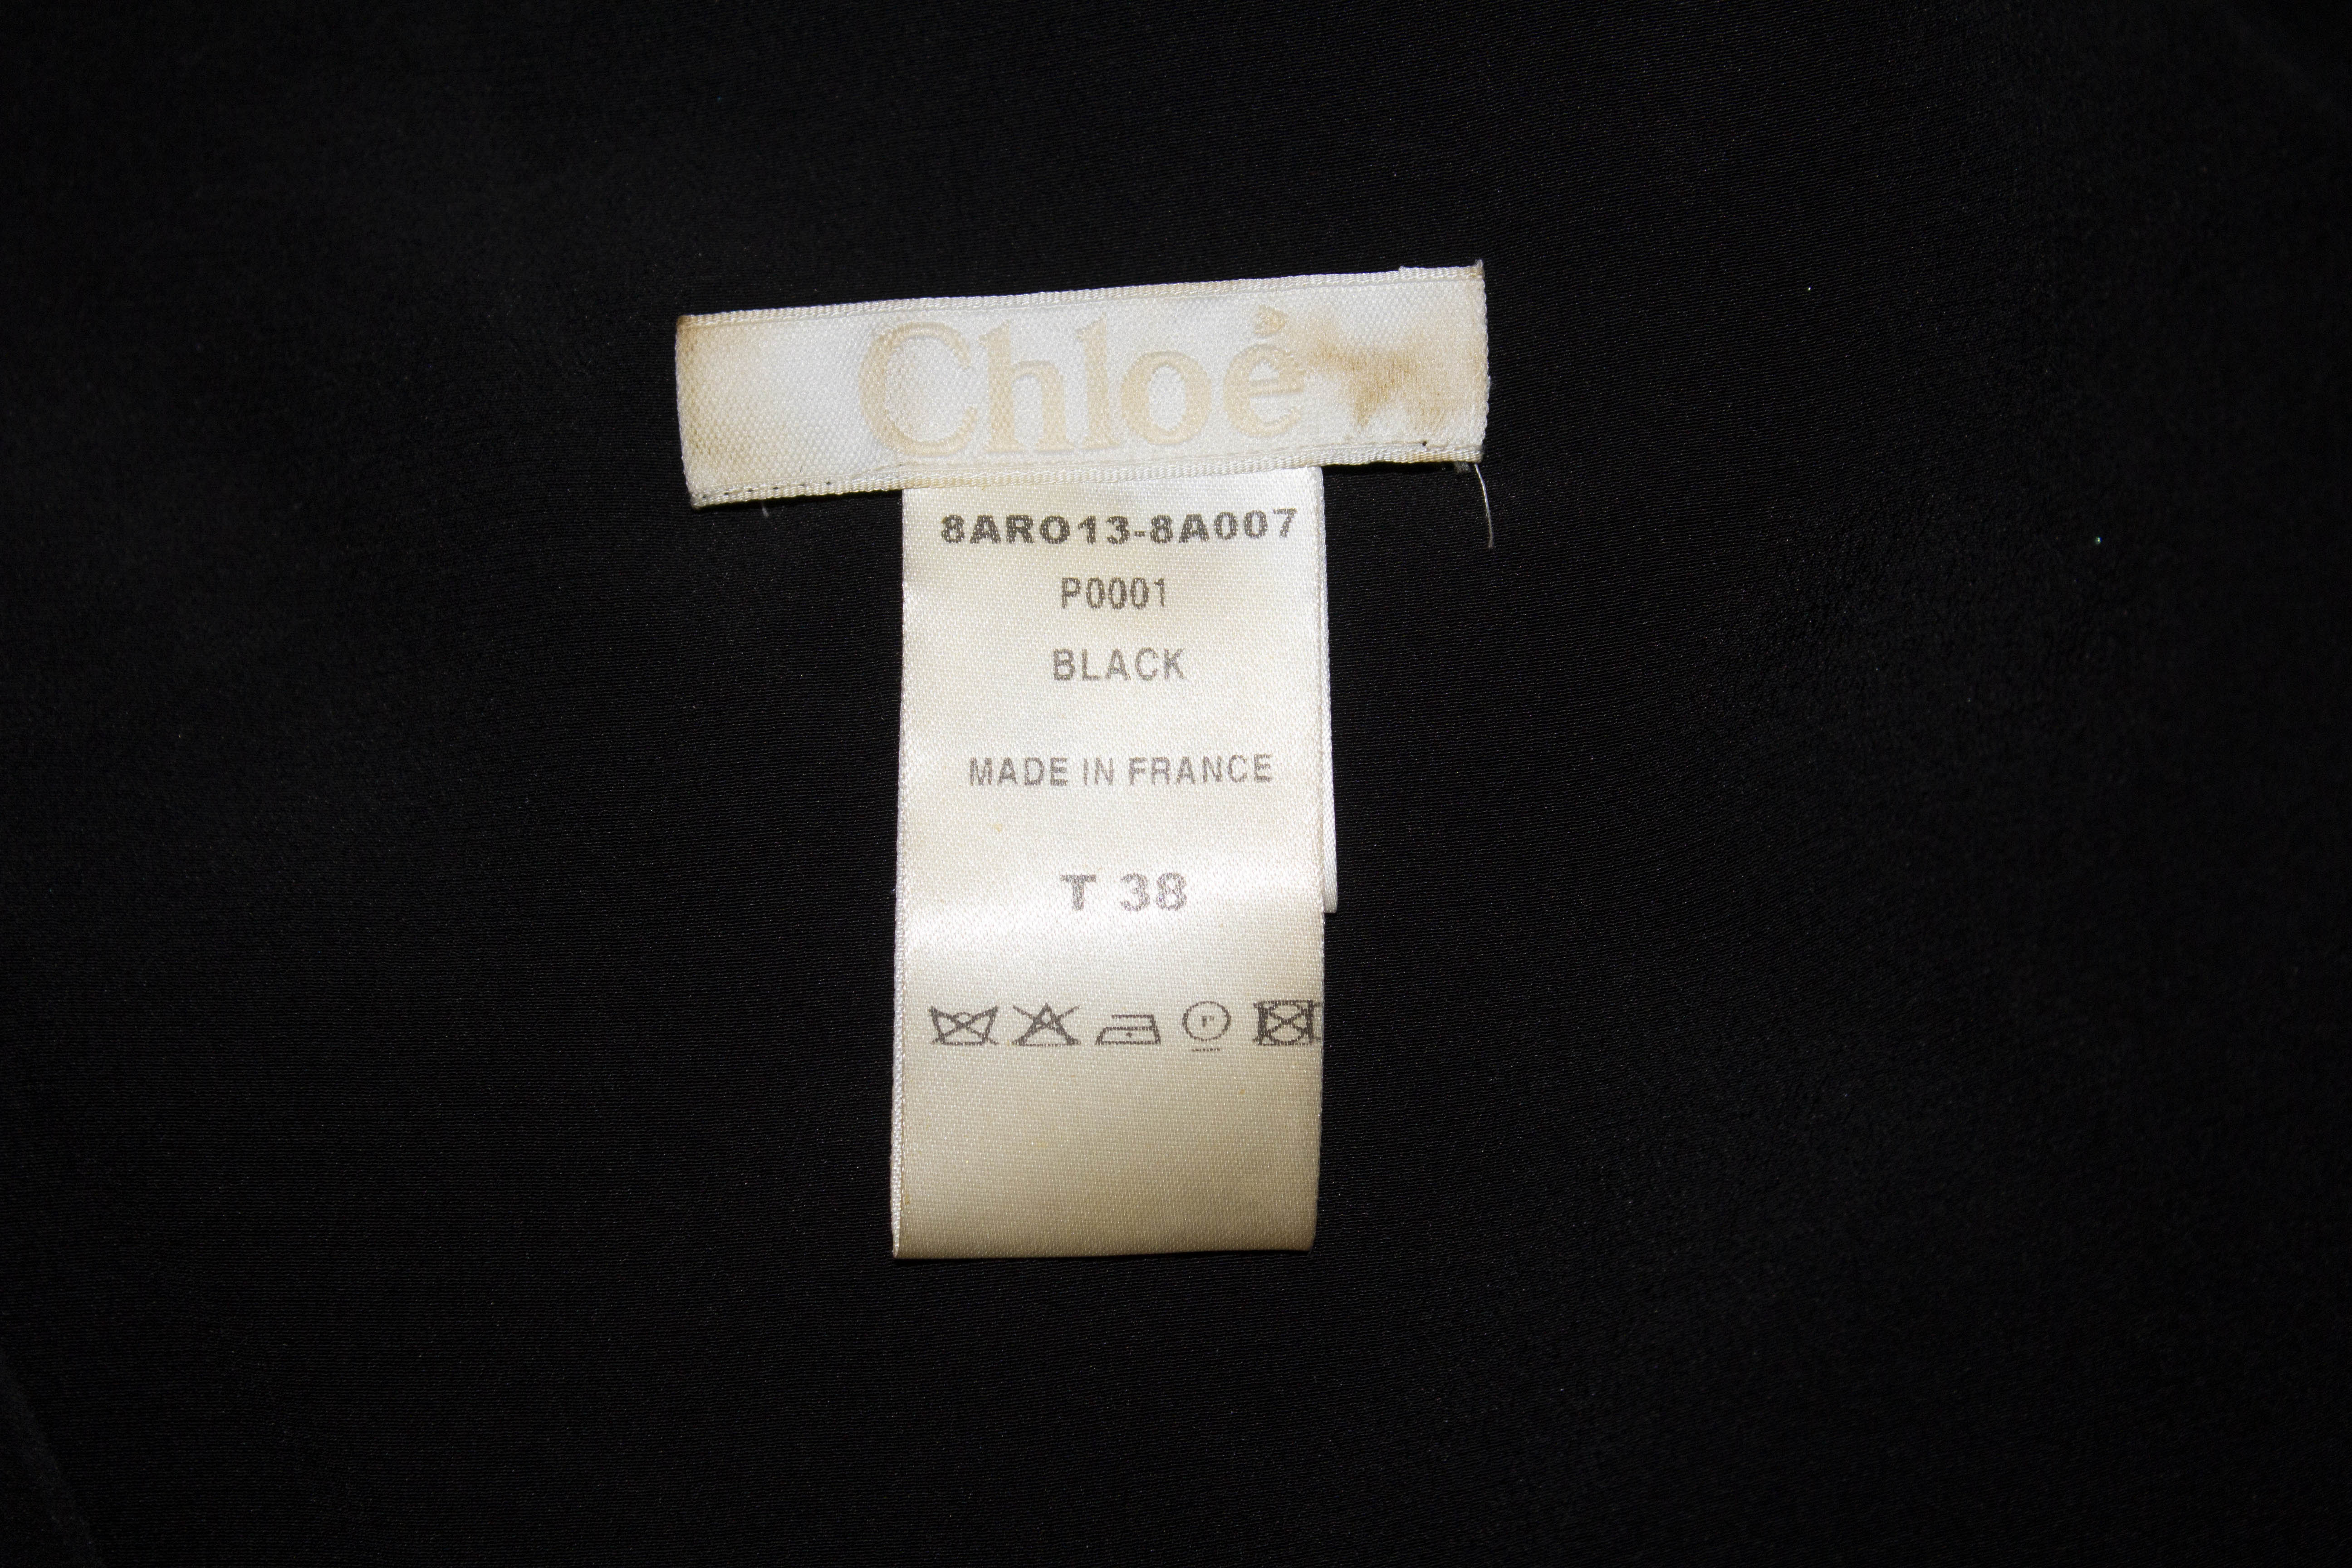 Chloé
8ARO13-8A007
P0001
BLACK
MADE IN FRANCE
T 38
P